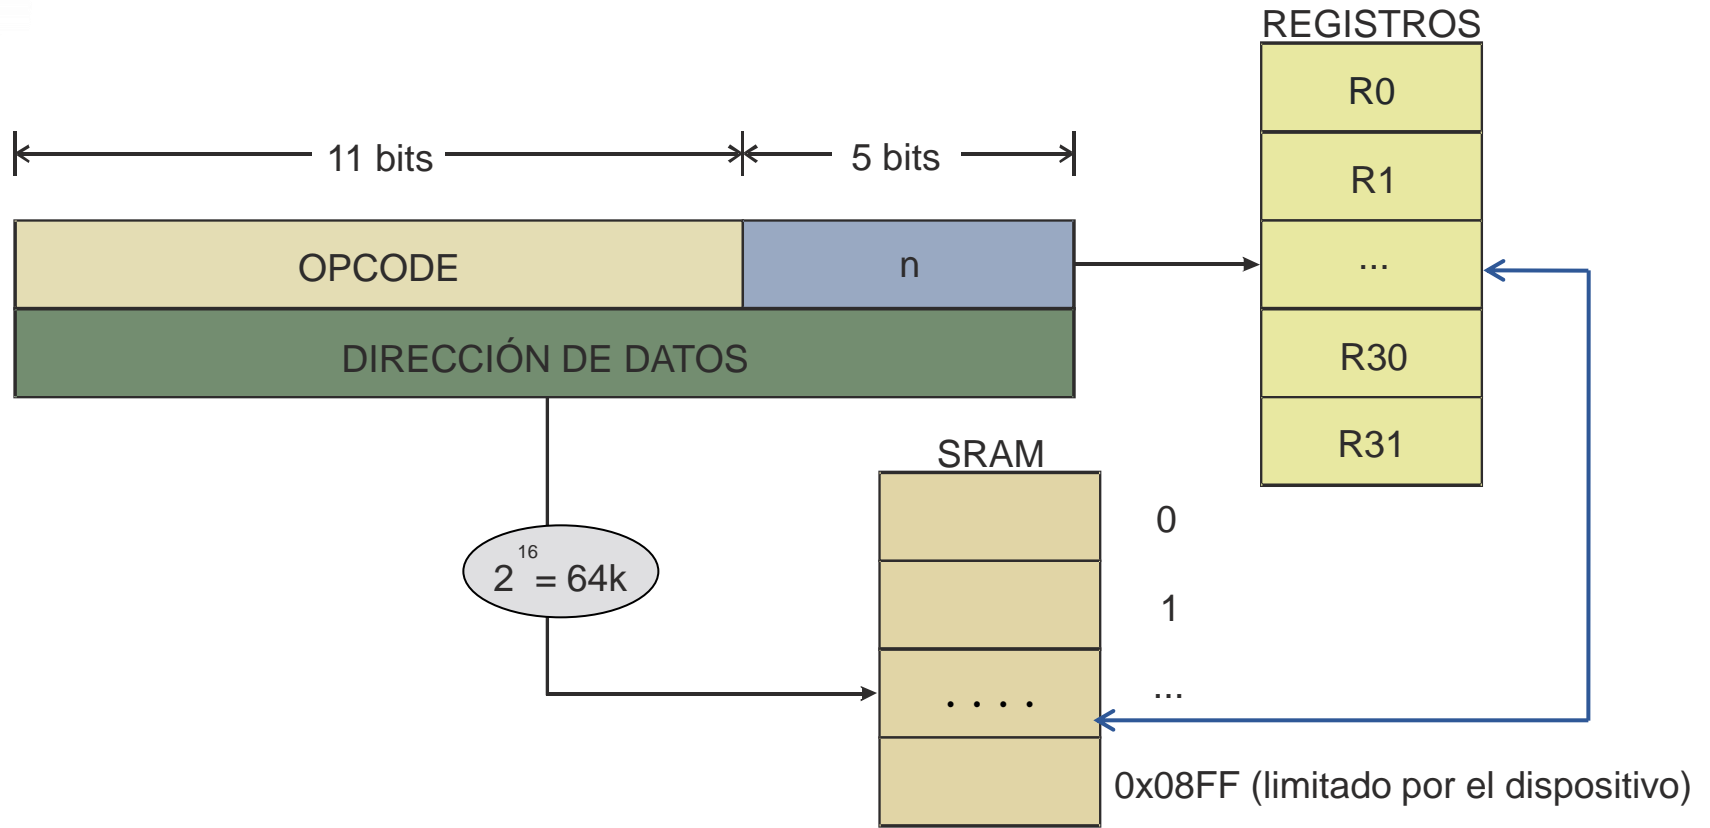 REGISTROS
R0
11 bits
5 bits
R1
OPCODE
n
...
DIRECCIÓN DE DATOS
R30
R31
SRAM
0
2^16 = 64k
1
. . . .
...
0x08FF (limitado por el dispositivo)